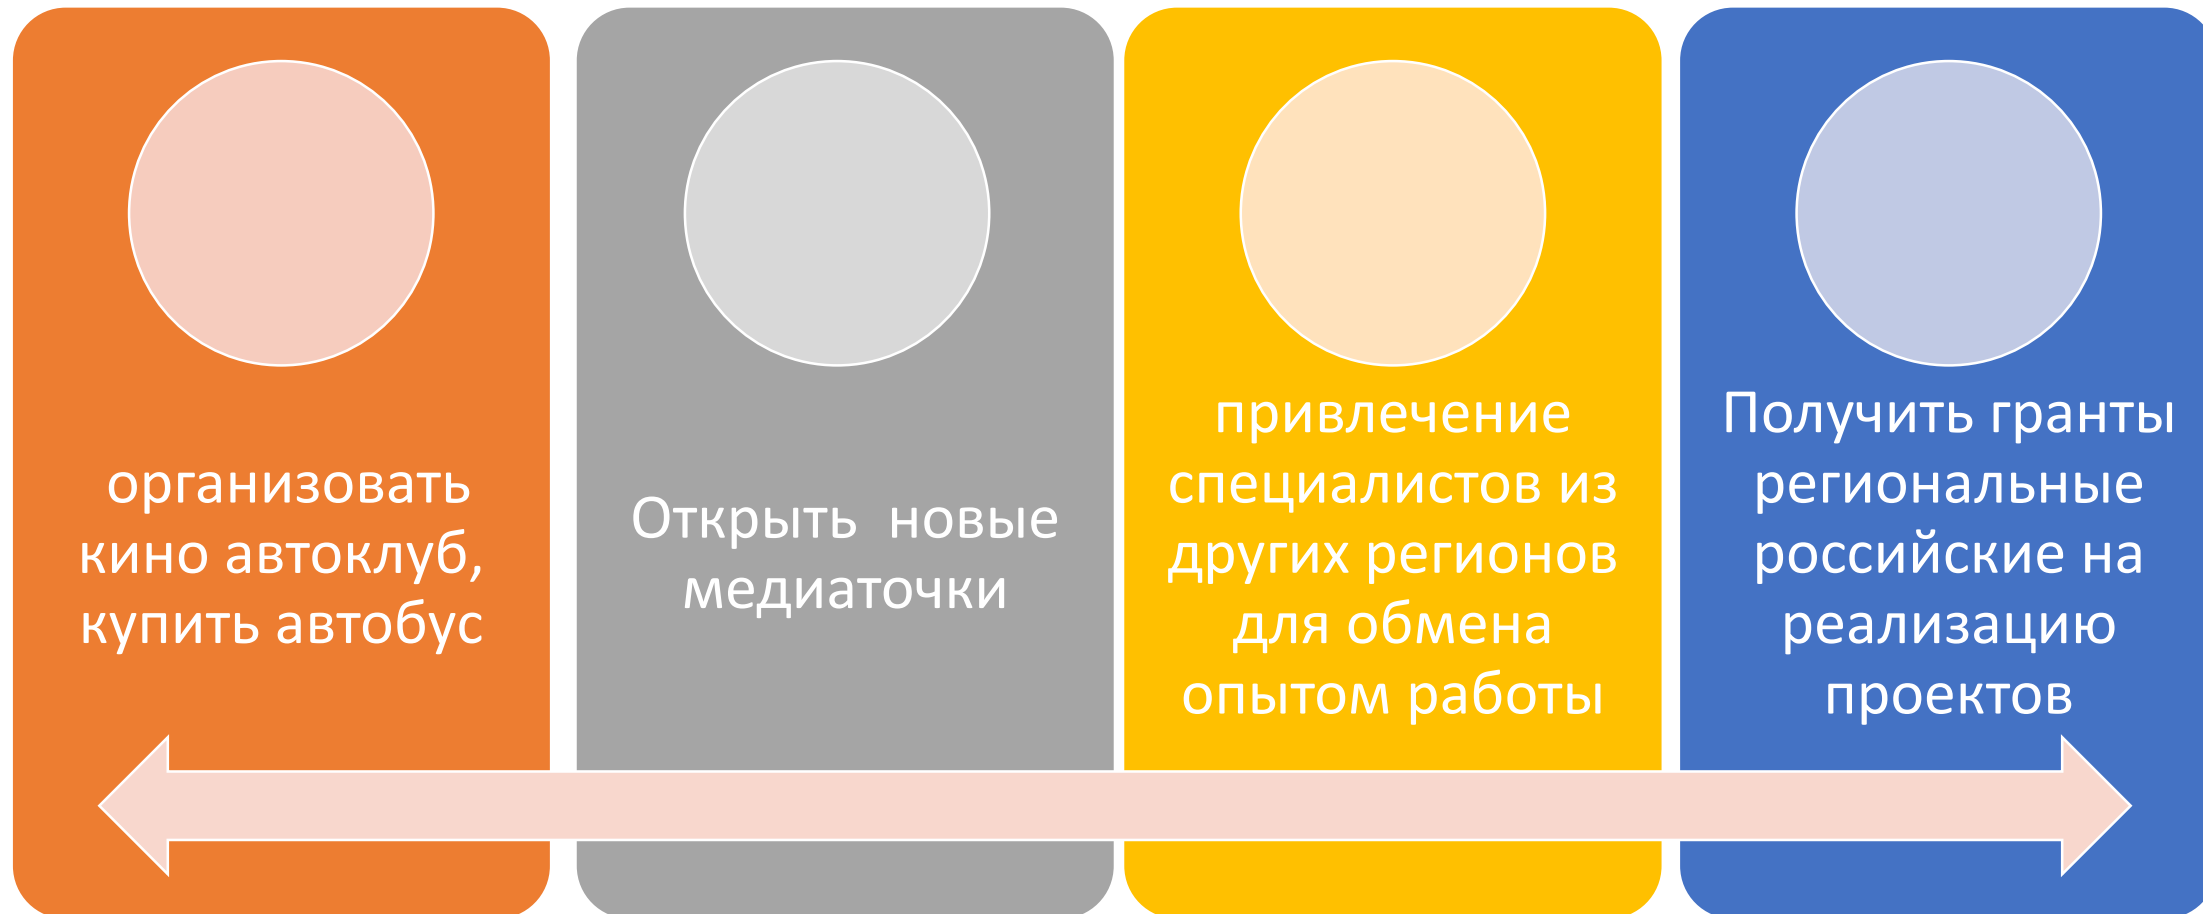 организовать
кино автоклуб,
купить автобус
Открыть  новые
медиаточки
привлечение
специалистов из
других регионов
для обмена
опытом работы
Получить гранты
региональные
российские на
реализацию
проектов